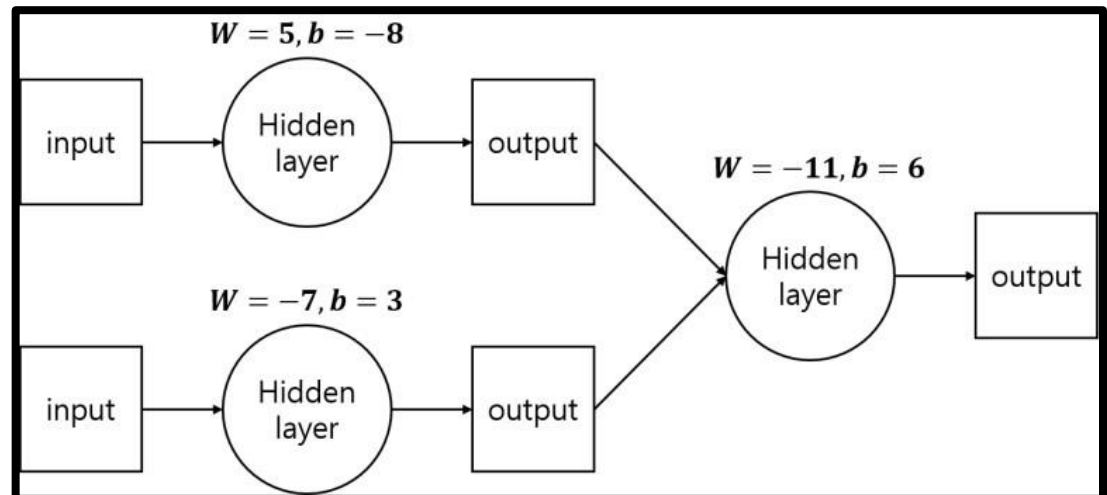 W = 5, b = −8
input
Hidden
layer
output
W = −11, b = 6
Hidden
layer
output
W = −7, b = 3
input
Hidden
layer
output